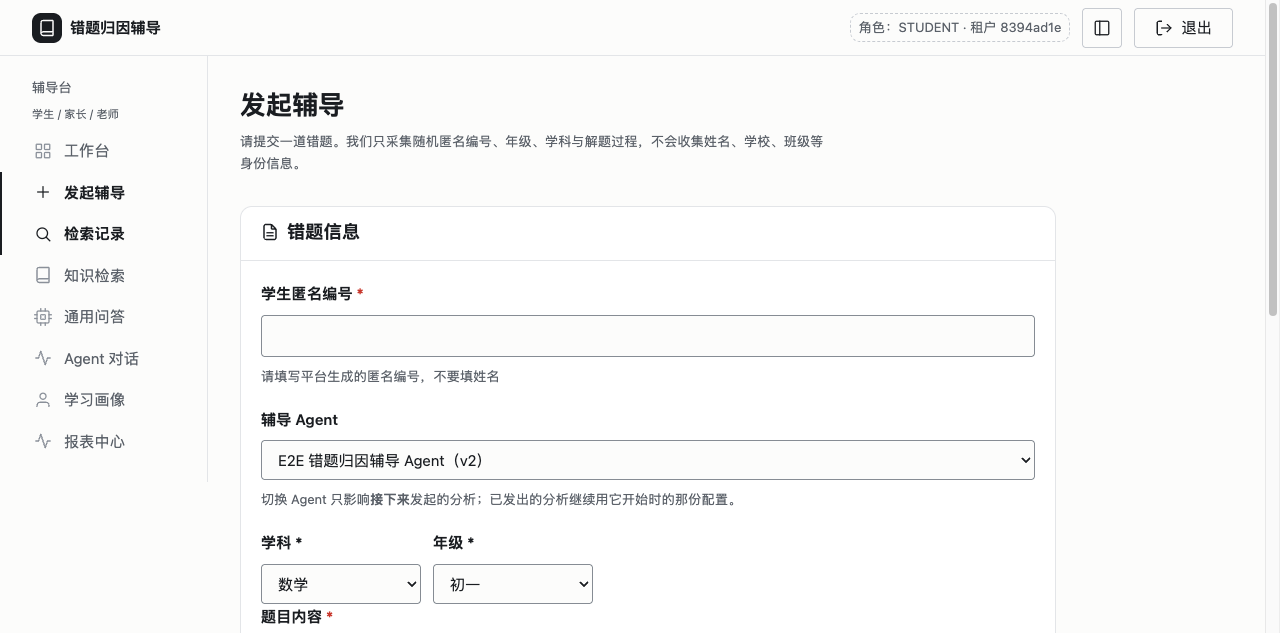 错题归因辅导
角色：STUDENT · 租户 8394ad1e
退出
辅导台
学生 / 家长 / 老师
工作台
发起辅导
检索记录
知识检索
通用问答
Agent 对话
学习画像
报表中心
发起辅导
请提交一道错题。我们只采集随机匿名编号、年级、学科与解题过程，不会收集姓名、学校、班级等
身份信息。
错题信息
学生匿名编号 *
请填写平台生成的匿名编号，不要填姓名
辅导 Agent
E2E 错题归因辅导 Agent（v2）
切换 Agent 只影响接下来发起的分析；已发出的分析继续用它开始时的那份配置。
学科 * 年级 *
数学 初一
题目内容 *